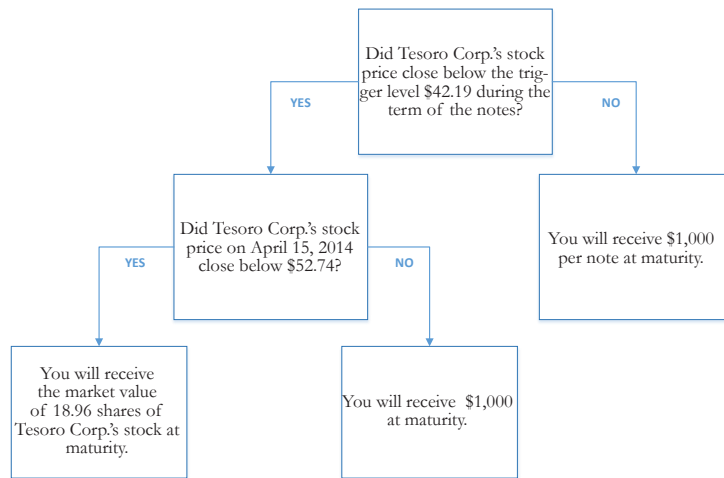 Did Tesoro Corp.'s stock
price close below the trig-
ger level $42.19 during the
term of the notes?
YES
NO
Did Tesoro Corp.'s stock
price on April 15, 2014
close below $52.74?
You will receive $1,000
per note at maturity.
YES
NO
You will receive
the market value
of 18.96 shares of
Tesoro Corp.'s stock at
maturity.
You will receive $1,000
at maturity.